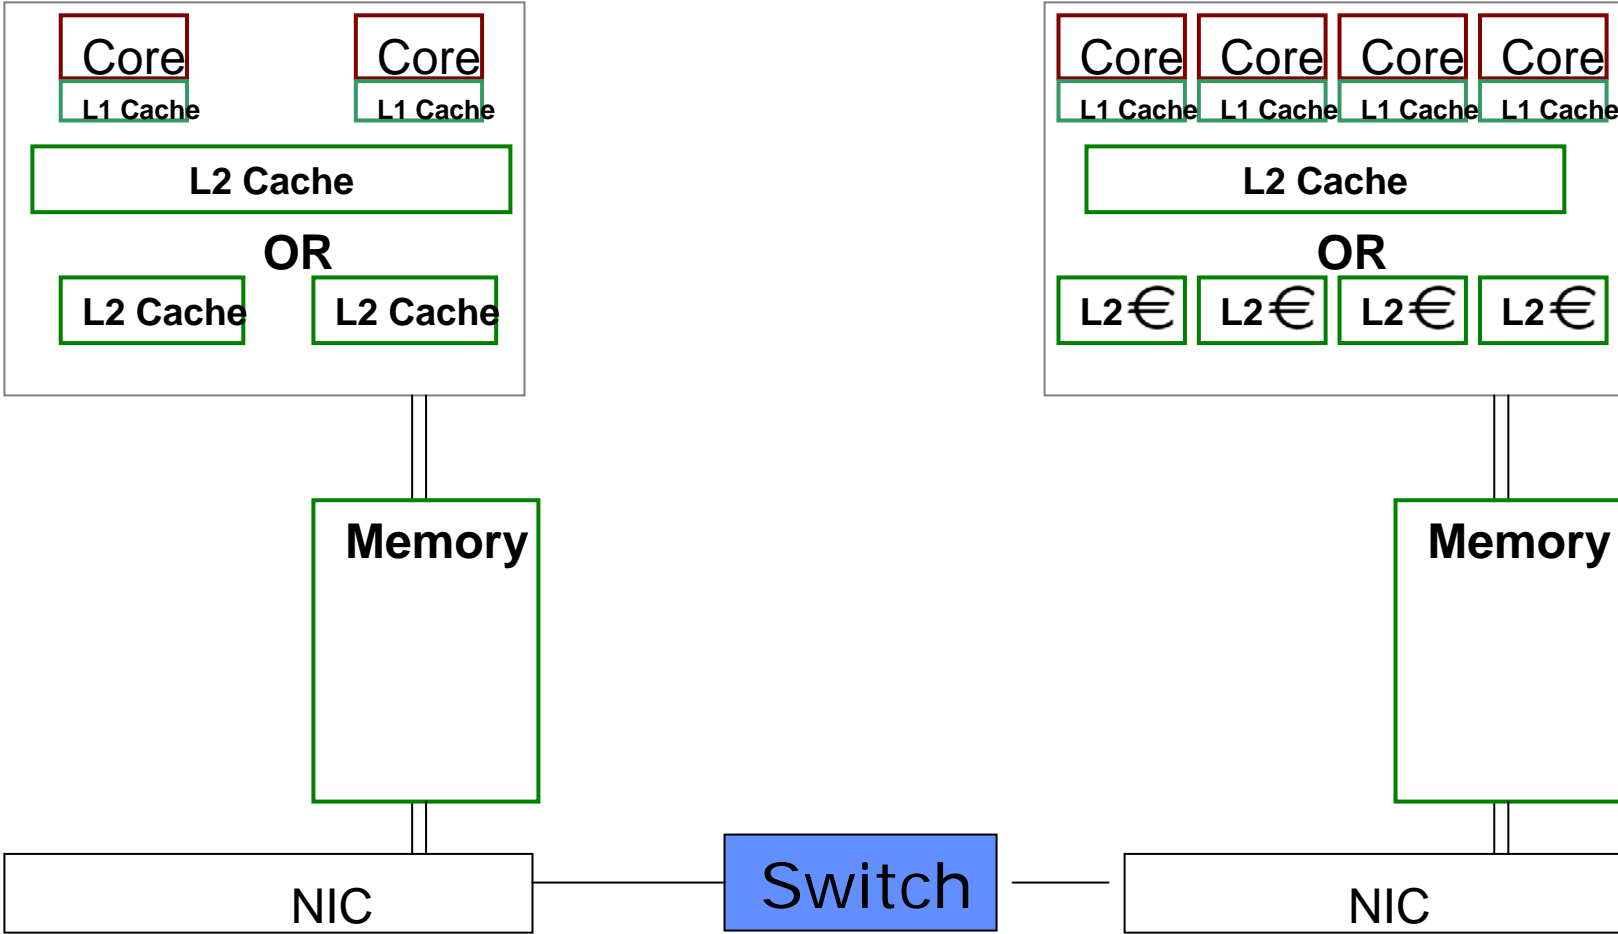 Core Core Core Core Core Core
L1 Cache L1 Cache L1 Cache L1 Cache L1 Cache L1 Cache
L2 Cache L2 Cache
OR OR
L2 Cache L2 Cache L2€ L2€ L2€ L2€
Memory Memory
Switch
NIC NIC